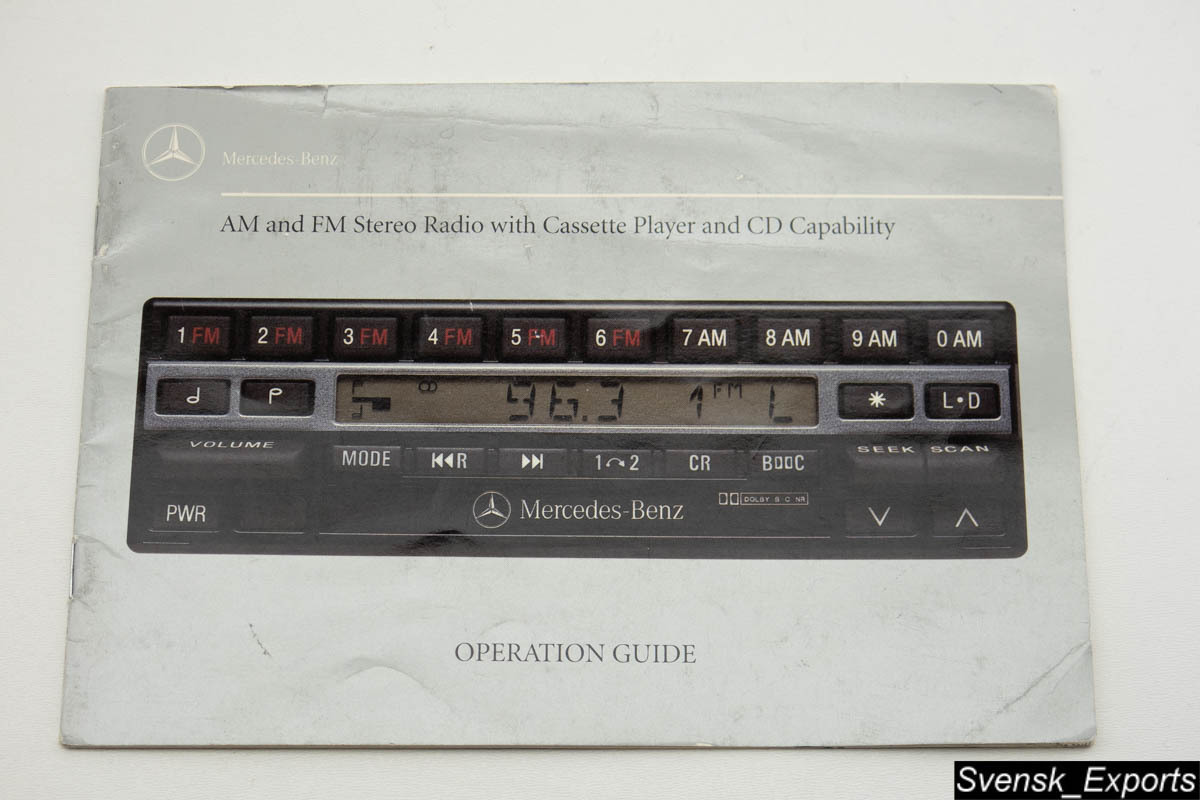 Mercedes-Benz
AM and FM Stereo Radio with Cassette Player and CD Capability
1 FM 2 FM 3 FM 4 FM 5 FM 6 FM 7 AM 8 AM 9 AM 0 AM
96.3 1 FM L
L•D
VOLUME
SEEK SCAN
MODE ⏮R ⏭ 1↷2 CR B▯▯C
PWR
Mercedes-Benz
DOLBY B C NR
OPERATION GUIDE
Svensk_Exports